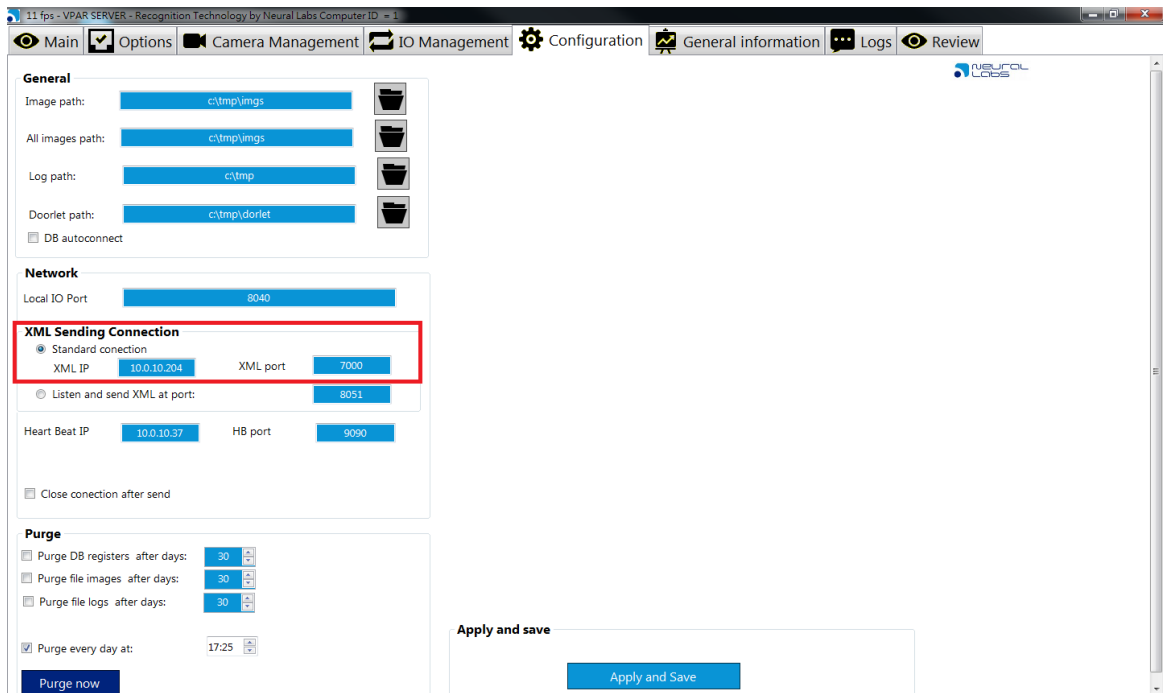 11 fps - VPAR SERVER - Recognition Technology by Neural Labs Computer ID = 1
Main Options Camera Management IO Management Configuration General information Logs Review
NEURAL
LABS
General
Image path: c:\tmp\imgs
All images path: c:\tmp\imgs
Log path: c:\tmp
Doorlet path: c:\tmp\dorlet
DB autoconnect
Network
Local IO Port 8040
XML Sending Connection
Standard conection
XML IP 10.0.10.204 XML port 7000
Listen and send XML at port: 8051
Heart Beat IP 10.0.10.37 HB port 9090
Close conection after send
Purge
Purge DB registers after days: 30
Purge file images after days: 30
Purge file logs after days: 30
Purge every day at: 17:25
Purge now
Apply and save
Apply and Save